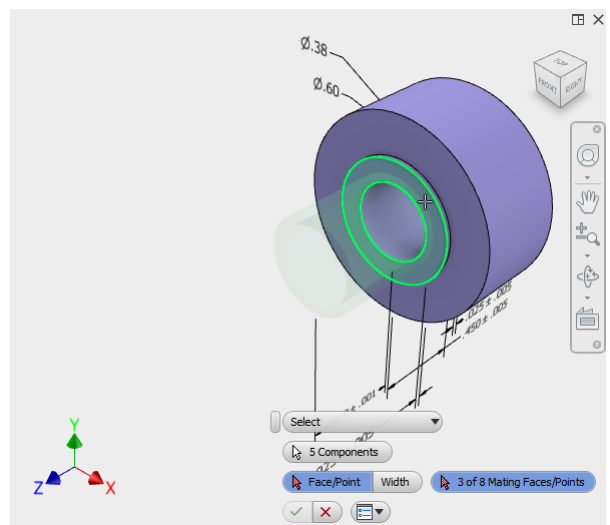 Ø.38
Ø.60
TOP
FRONT
RIGHT
.025±.005
.450±.005
±.001
Select
5 Components
Face/Point
Width
3 of 8 Mating Faces/Points
Y
Z
X